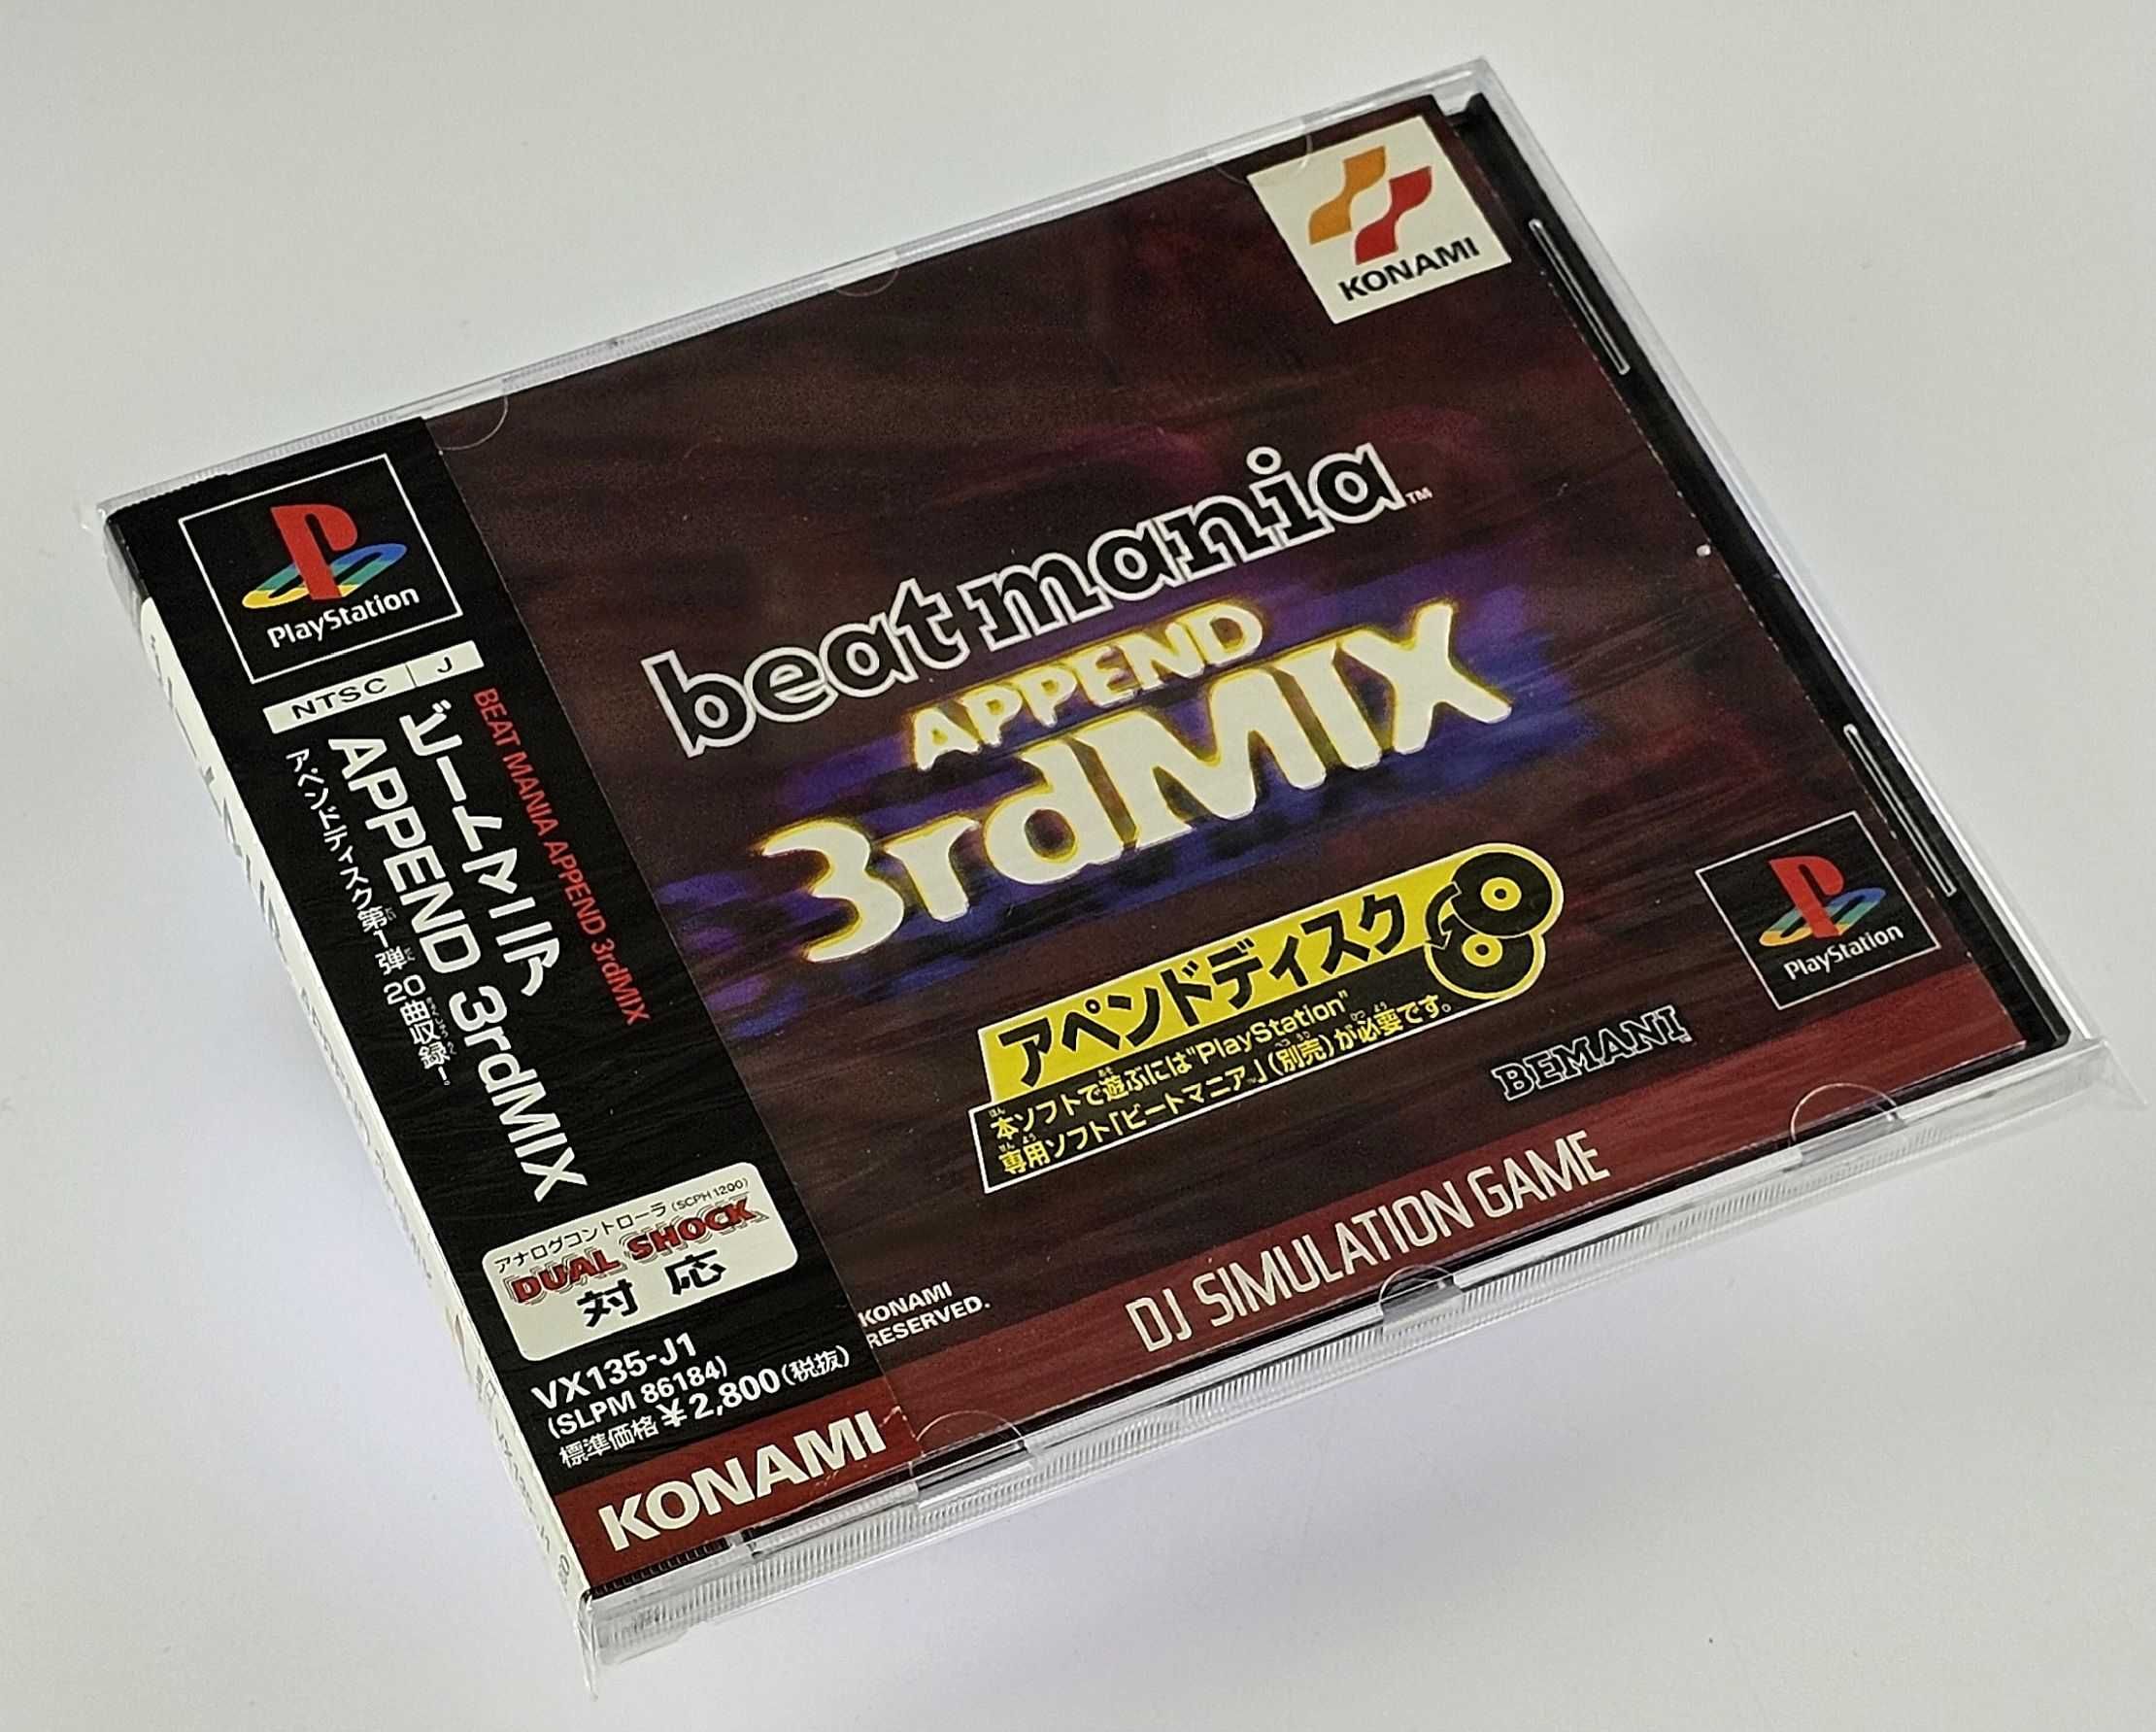 PlayStation
NTSC J
BEAT MANIA APPEND 3rdMIX
ビートマニア
APPEND 3rdMIX
アペンドディスク第1弾 20曲収録!
アナログコントローラ(SCPH 1200)
DUAL SHOCK
対応
VX135-J1
(SLPM 86184)
標準価格¥2,800(税抜)
KONAMI
KONAMI
beatmania™
APPEND
3rdMIX
アペンドディスク
本ソフトで遊ぶには"PlayStation"
専用ソフト「ビートマニア」(別売)が必要です。
PlayStation
BEMANI
KONAMI
RESERVED.
DJ SIMULATION GAME